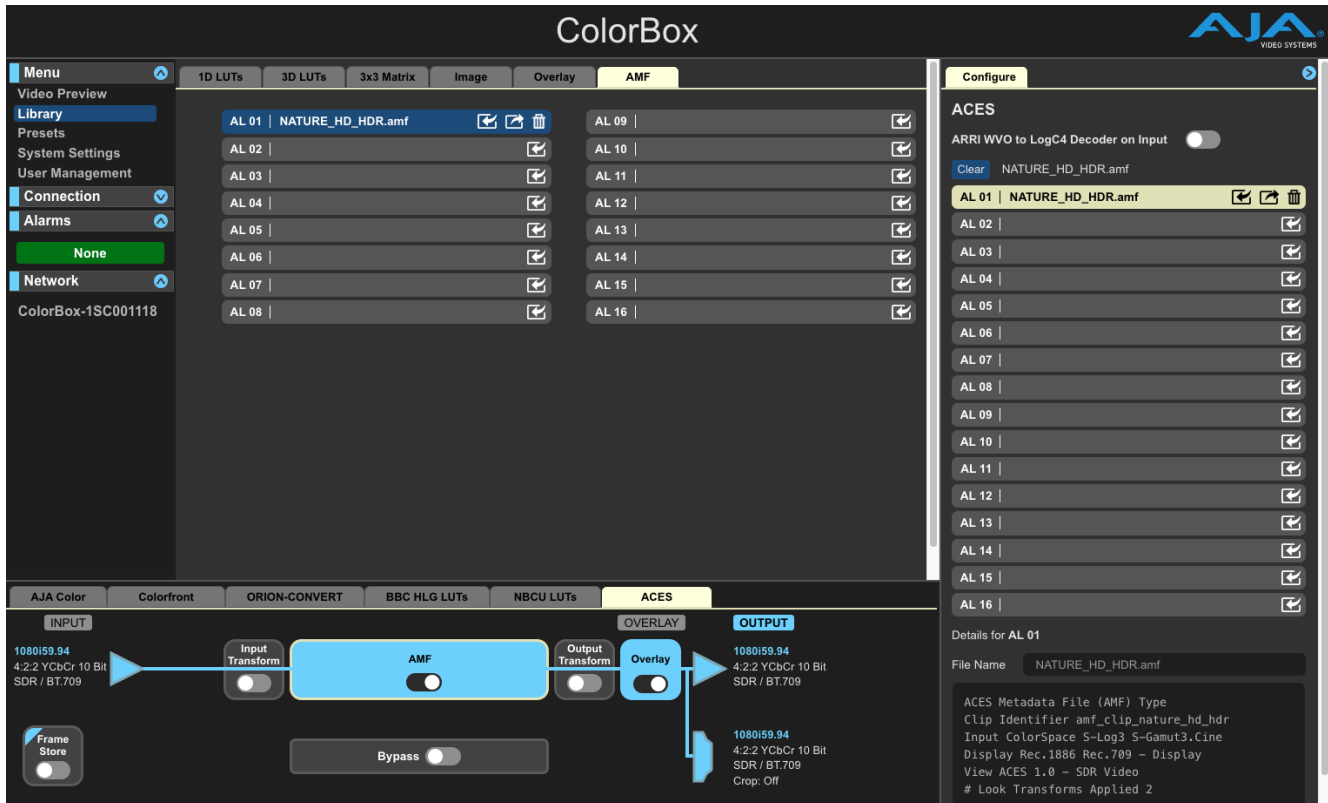 ColorBox
AJA
VIDEO SYSTEMS
Menu
Video Preview
Library
Presets
System Settings
User Management
Connection
Alarms
None
Network
ColorBox-1SC001118
1D LUTs
3D LUTs
3x3 Matrix
Image
Overlay
AMF
AL 01 | NATURE_HD_HDR.amf
AL 02 |
AL 03 |
AL 04 |
AL 05 |
AL 06 |
AL 07 |
AL 08 |
AL 09 |
AL 10 |
AL 11 |
AL 12 |
AL 13 |
AL 14 |
AL 15 |
AL 16 |
Configure
ACES
ARRI WVO to LogC4 Decoder on Input
Clear NATURE_HD_HDR.amf
AL 01 | NATURE_HD_HDR.amf
AL 02 |
AL 03 |
AL 04 |
AL 05 |
AL 06 |
AL 07 |
AL 08 |
AL 09 |
AL 10 |
AL 11 |
AL 12 |
AL 13 |
AL 14 |
AL 15 |
AL 16 |
Details for AL 01
File Name NATURE_HD_HDR.amf
ACES Metadata File (AMF) Type
Clip Identifier amf_clip_nature_hd_hdr
Input ColorSpace S-Log3 S-Gamut3.Cine
Display Rec.1886 Rec.709 – Display
View ACES 1.0 – SDR Video
# Look Transforms Applied 2
AJA Color
Colorfront
ORION-CONVERT
BBC HLG LUTs
NBCU LUTs
ACES
INPUT
OVERLAY
OUTPUT
1080i59.94
4:2:2 YCbCr 10 Bit
SDR / BT.709
Input
Transform
AMF
Output
Transform
Overlay
1080i59.94
4:2:2 YCbCr 10 Bit
SDR / BT.709
Frame
Store
Bypass
1080i59.94
4:2:2 YCbCr 10 Bit
SDR / BT.709
Crop: Off